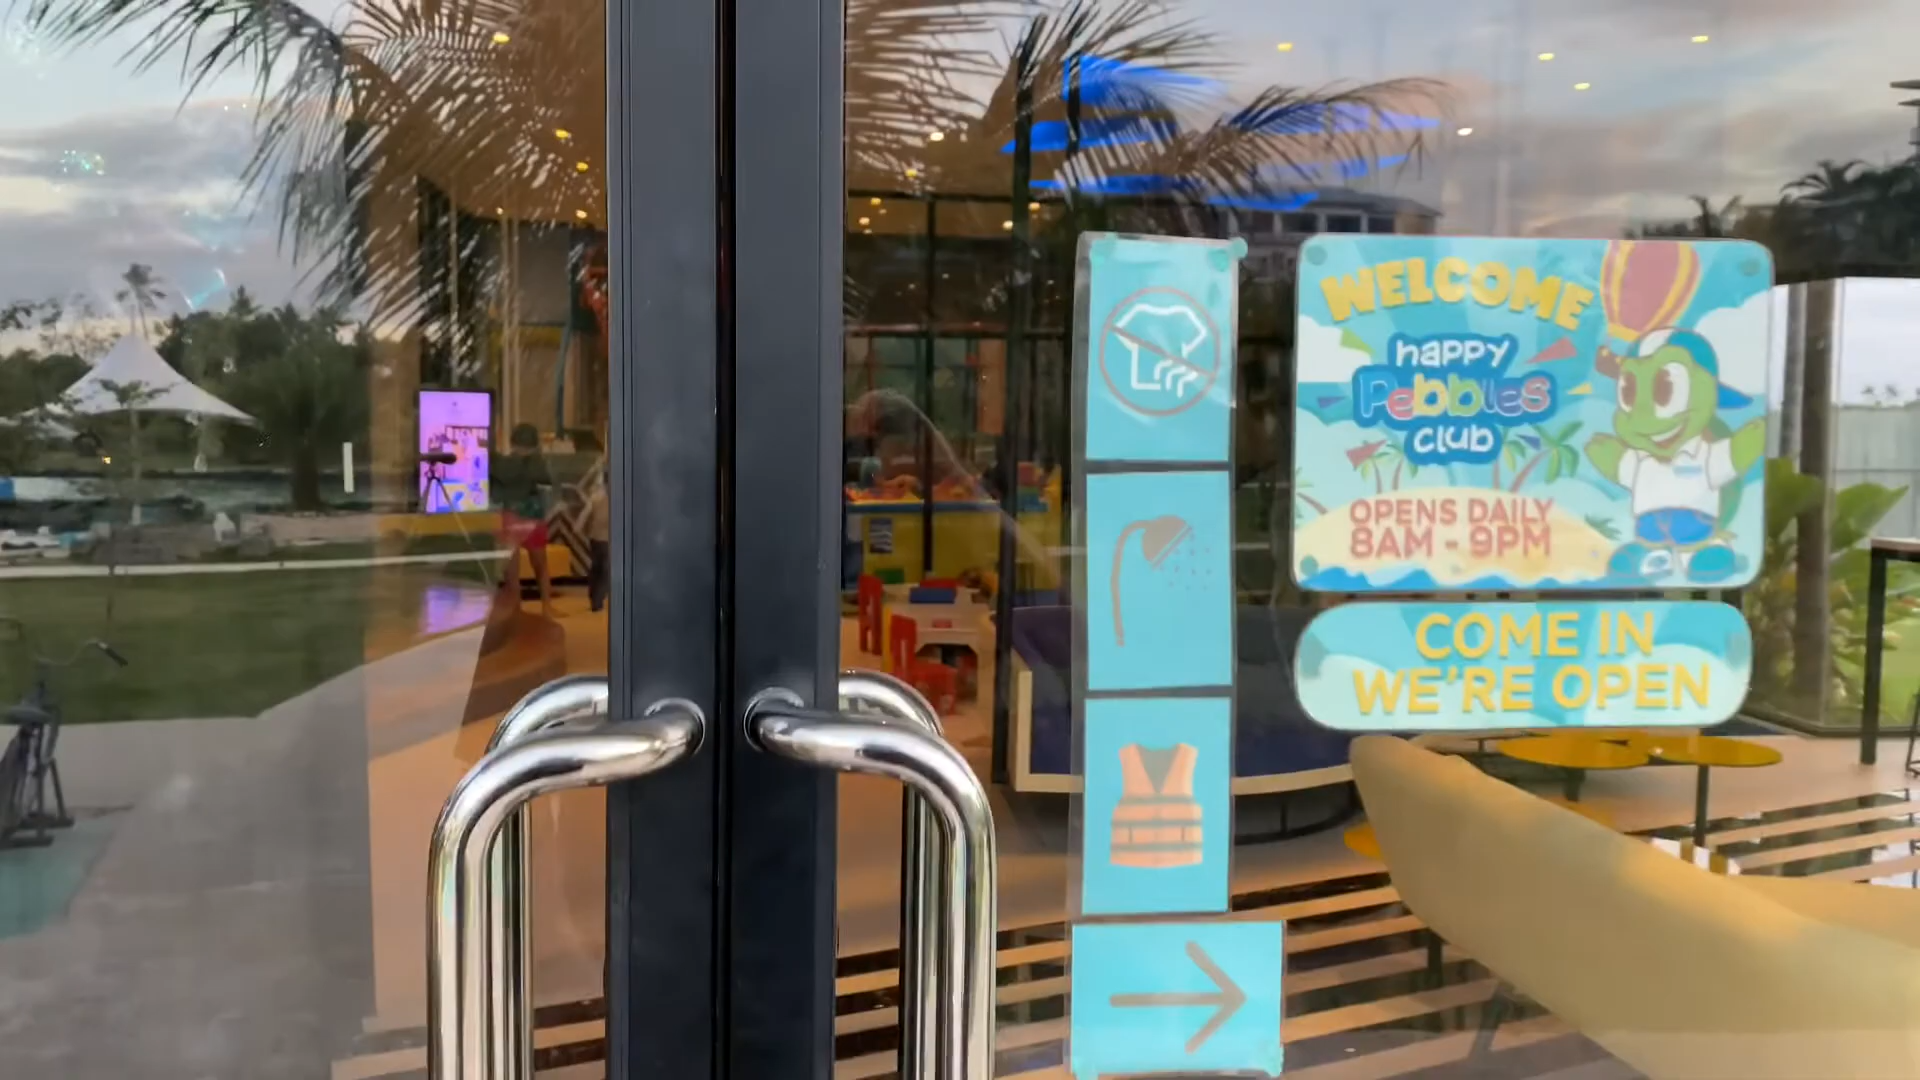 WELCOME
happy
Pebbles
club
OPENS DAILY
8AM - 9PM
COME IN
WE'RE OPEN